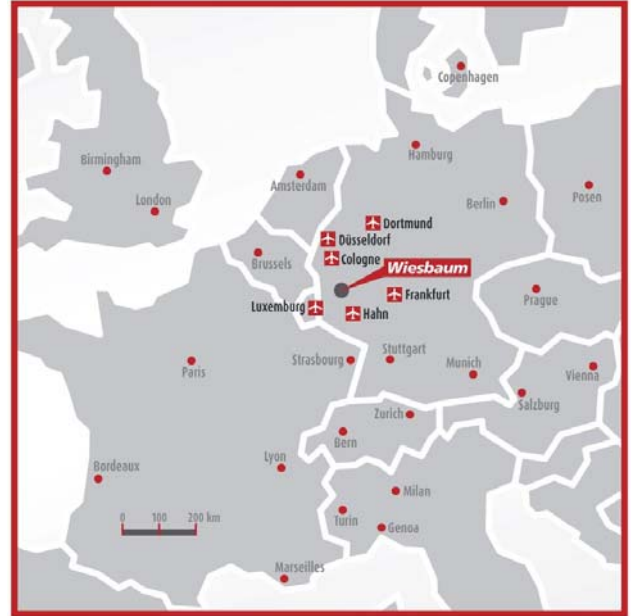 Copenhagen
Hamburg
Birmingham
Amsterdam
Posen
London
Berlin
Dortmund
Düsseldorf
Cologne
Brussels
Wiesbaum
Frankfurt
Prague
Luxemburg
Hahn
Strasbourg
Stuttgart
Munich
Paris
Vienna
Salzburg
Zurich
Bern
Lyon
Bordeaux
Milan
0 100 200 km
Turin
Genoa
Marseilles